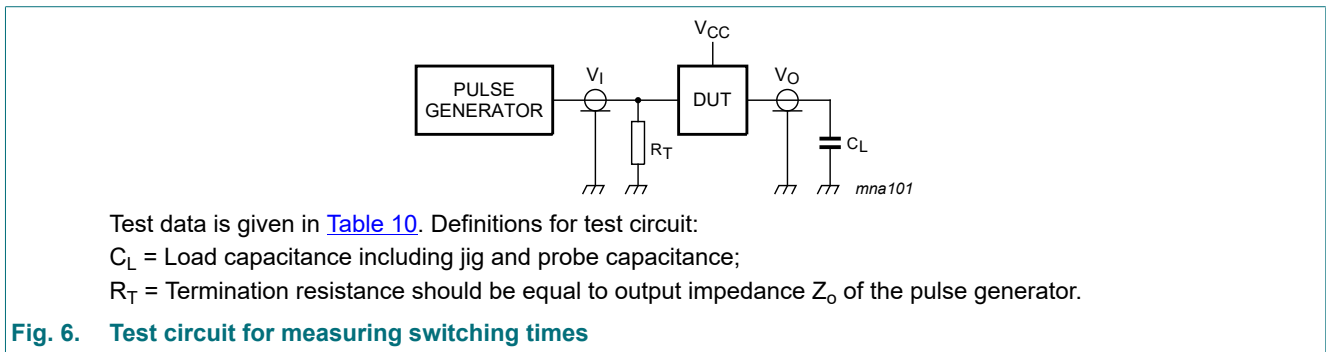 VCC
PULSE
GENERATOR
VI
DUT
VO
RT
CL
mna101
Test data is given in Table 10. Definitions for test circuit:
CL = Load capacitance including jig and probe capacitance;
RT = Termination resistance should be equal to output impedance Zo of the pulse generator.
Fig. 6. Test circuit for measuring switching times